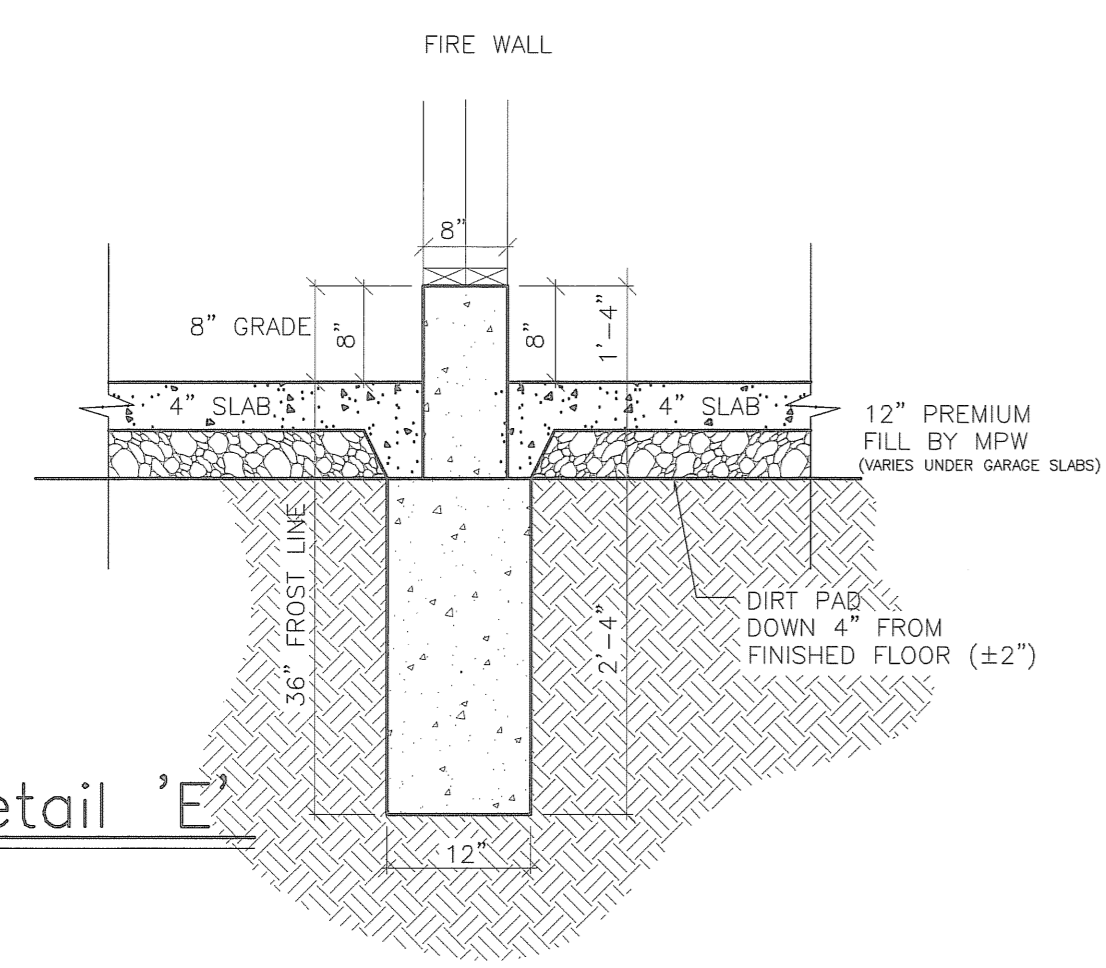 FIRE WALL
8"
8" GRADE
8"
8"
1'-4"
4" SLAB
4" SLAB
12" PREMIUM
FILL BY MPW
(VARIES UNDER GARAGE SLABS)
36" FROST LINE
2'-4"
DIRT PAD
DOWN 4" FROM
FINISHED FLOOR (±2")
etail 'E'
12"